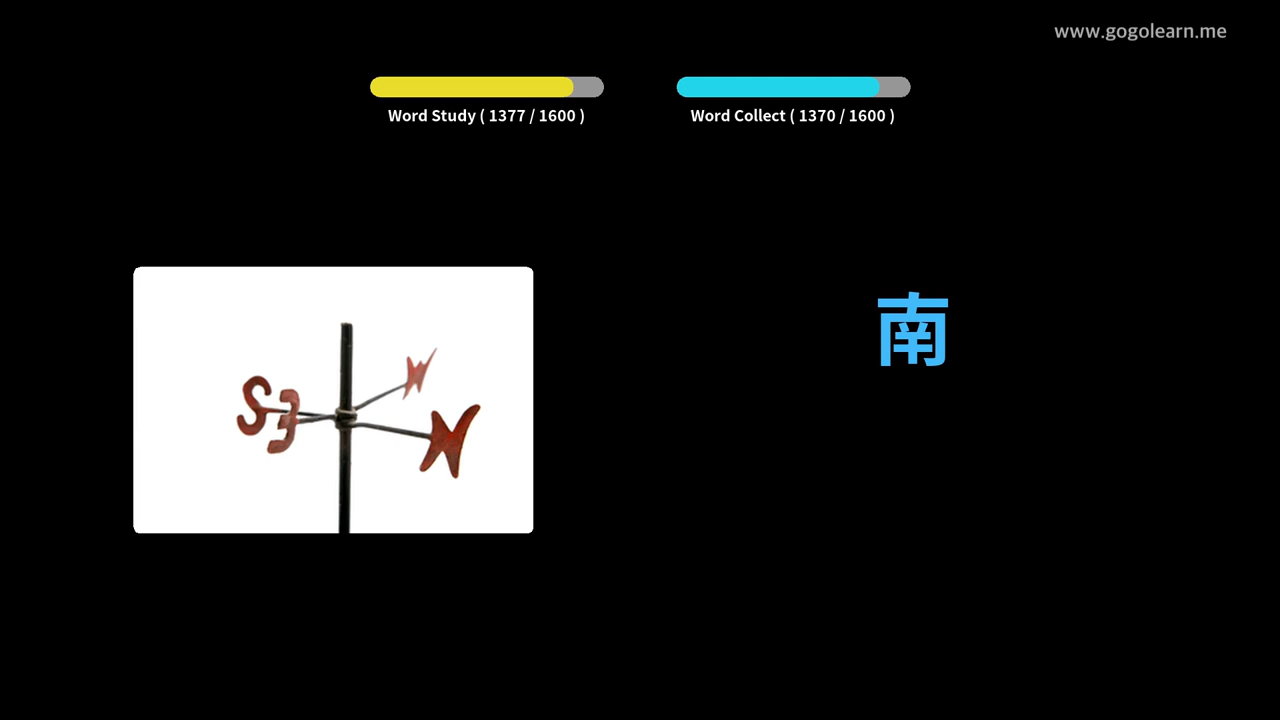 www.gogolearn.me
Word Study ( 1377 / 1600 )
Word Collect ( 1370 / 1600 )
南
S
E
W
N